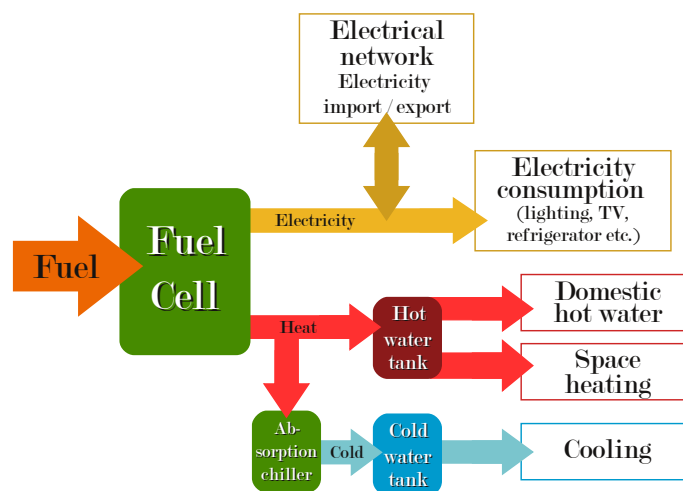 Electrical
network
Electricity
import / export
Electricity
consumption
(lighting, TV,
refrigerator etc.)
Electricity
Fuel
Fuel
Cell
Heat
Hot
water
tank
Domestic
hot water
Space
heating
Ab-
sorption
chiller
Cold
Cold
water
tank
Cooling